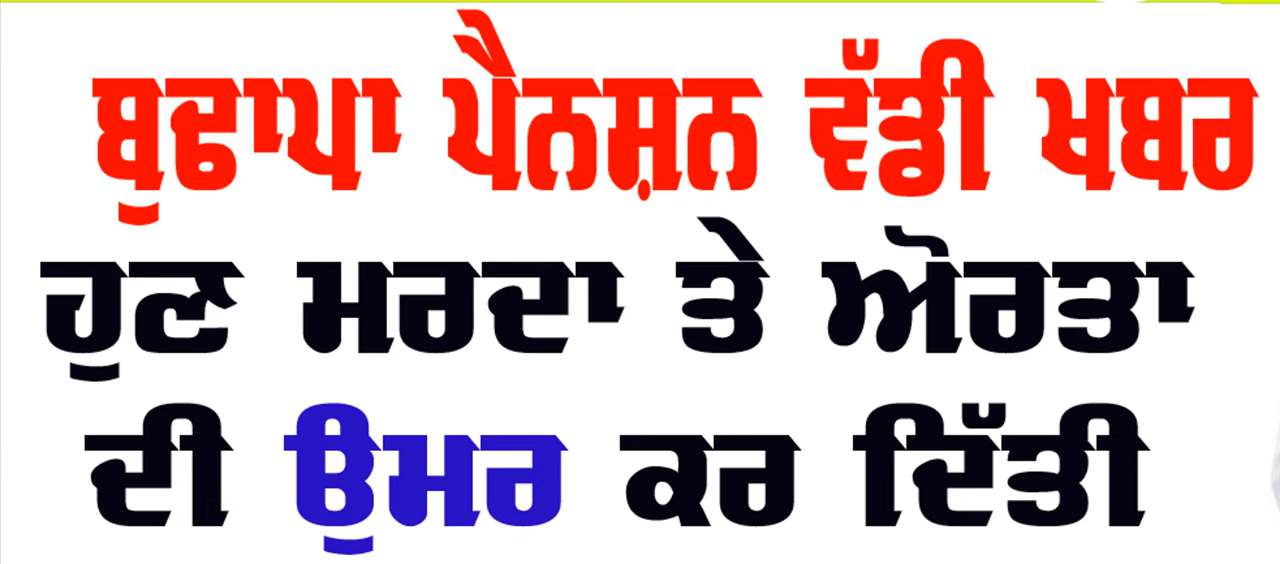 ਬੁਢਾਪਾ ਪੈਨਸ਼ਨ ਵੱਡੀ ਖਬਰ
ਹੁਣ ਮਰਦਾ ਤੇ ਔਰਤਾ
ਦੀ ਉਮਰ ਕਰ ਦਿੱਤੀ